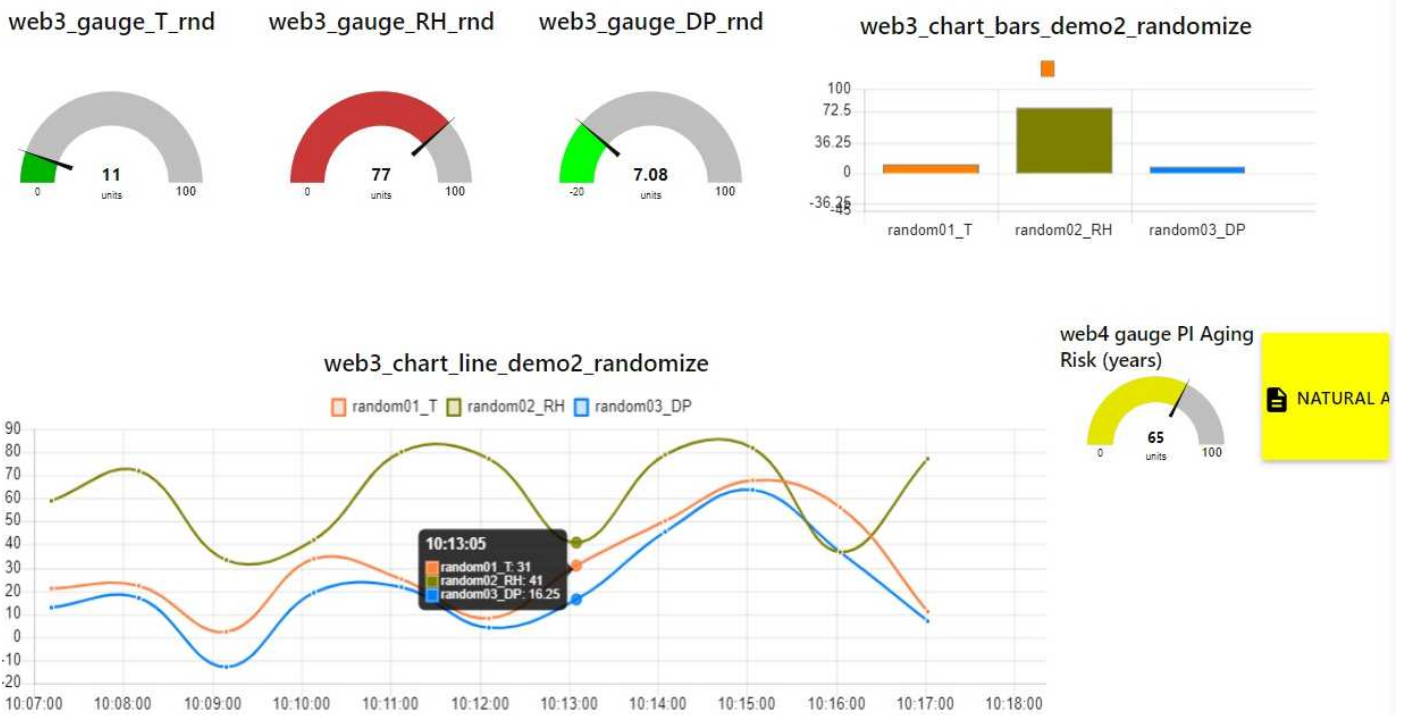 web3_gauge_T_rnd
web3_gauge_RH_rnd
web3_gauge_DP_rnd
web3_chart_bars_demo2_randomize
11
units
0
100
77
units
0
100
7.08
units
-20
100
100
72.5
36.25
0
-36.25
-45
random01_T
random02_RH
random03_DP
web4 gauge PI Aging
Risk (years)
65
units
0
100
NATURAL A
web3_chart_line_demo2_randomize
random01_T random02_RH random03_DP
90
80
70
60
50
40
30
20
10
0
-10
-20
10:13:05
random01_T: 31
random02_RH: 41
random03_DP: 16.25
10:07:00 10:08:00 10:09:00 10:10:00 10:11:00 10:12:00 10:13:00 10:14:00 10:15:00 10:16:00 10:17:00 10:18:00